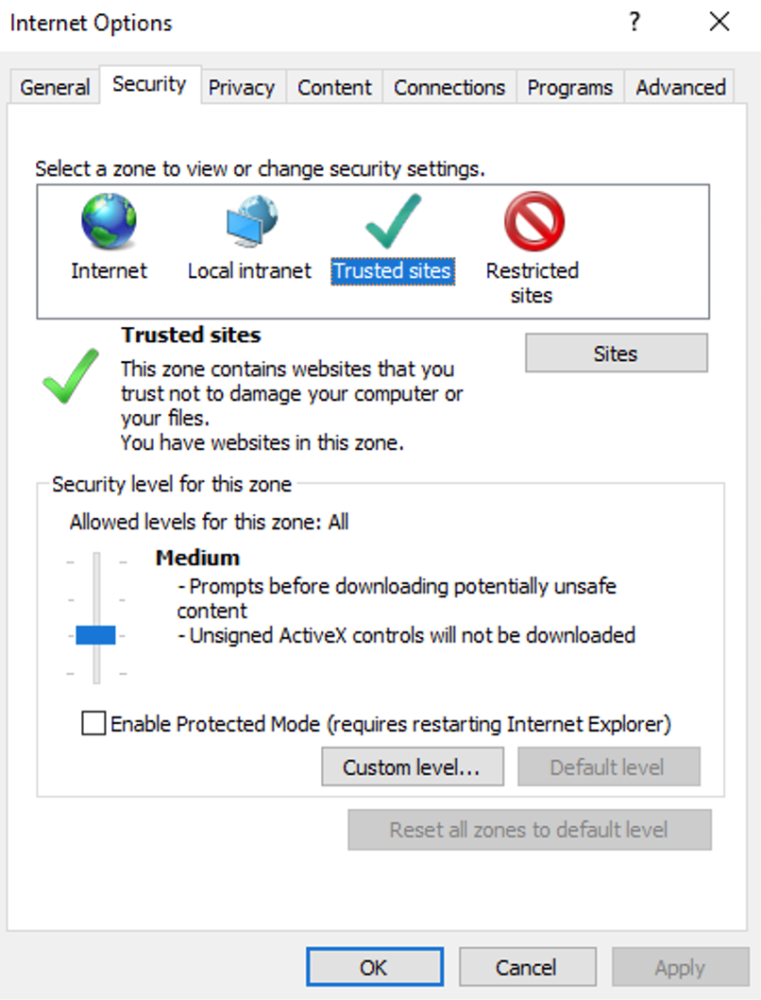 Internet Options
?
General Security Privacy Content Connections Programs Advanced
Select a zone to view or change security settings.
Internet
Local intranet
Trusted sites
Restricted
sites
Trusted sites
Sites
This zone contains websites that you
trust not to damage your computer or
your files.
You have websites in this zone.
Security level for this zone
Allowed levels for this zone: All
Medium
- Prompts before downloading potentially unsafe
content
- Unsigned ActiveX controls will not be downloaded
Enable Protected Mode (requires restarting Internet Explorer)
Custom level... Default level
Reset all zones to default level
OK Cancel Apply